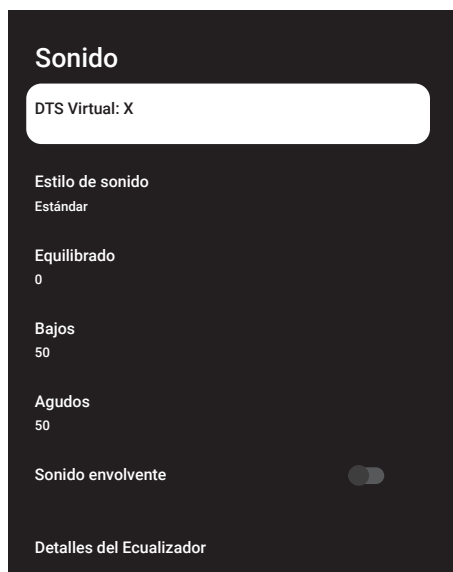 Sonido
DTS Virtual: X
Estilo de sonido
Estándar
Equilibrado
0
Bajos
50
Agudos
50
Sonido envolvente
Detalles del Ecualizador